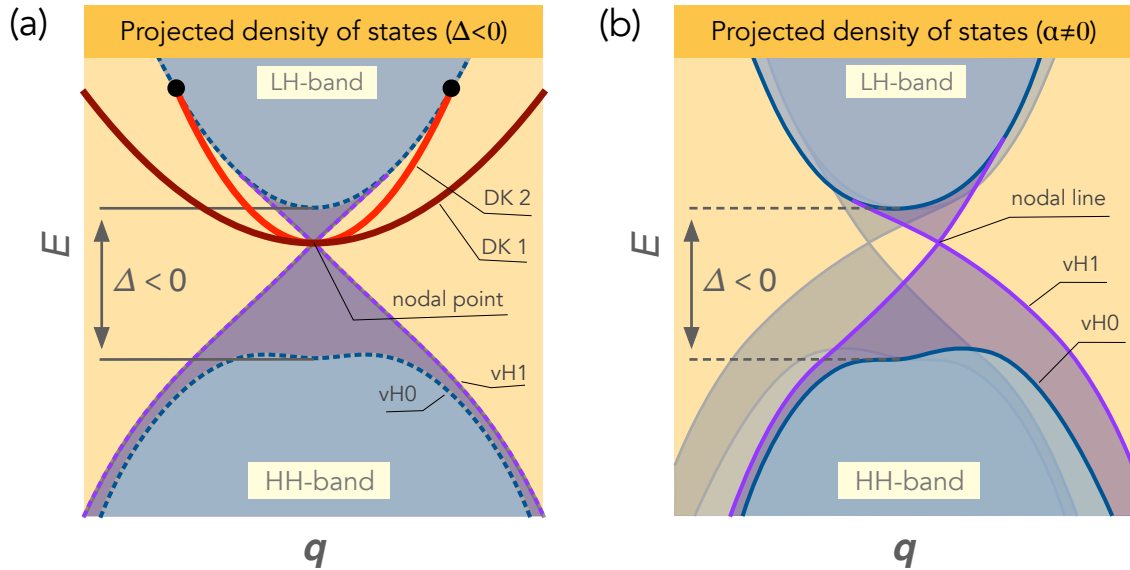 (a)
Projected density of states (Δ<0)
LH-band
DK 2
DK 1
E
Δ < 0
nodal point
vH1
vH0
HH-band
q
(b)
Projected density of states (α≠0)
LH-band
nodal line
E
Δ < 0
vH1
vH0
HH-band
q